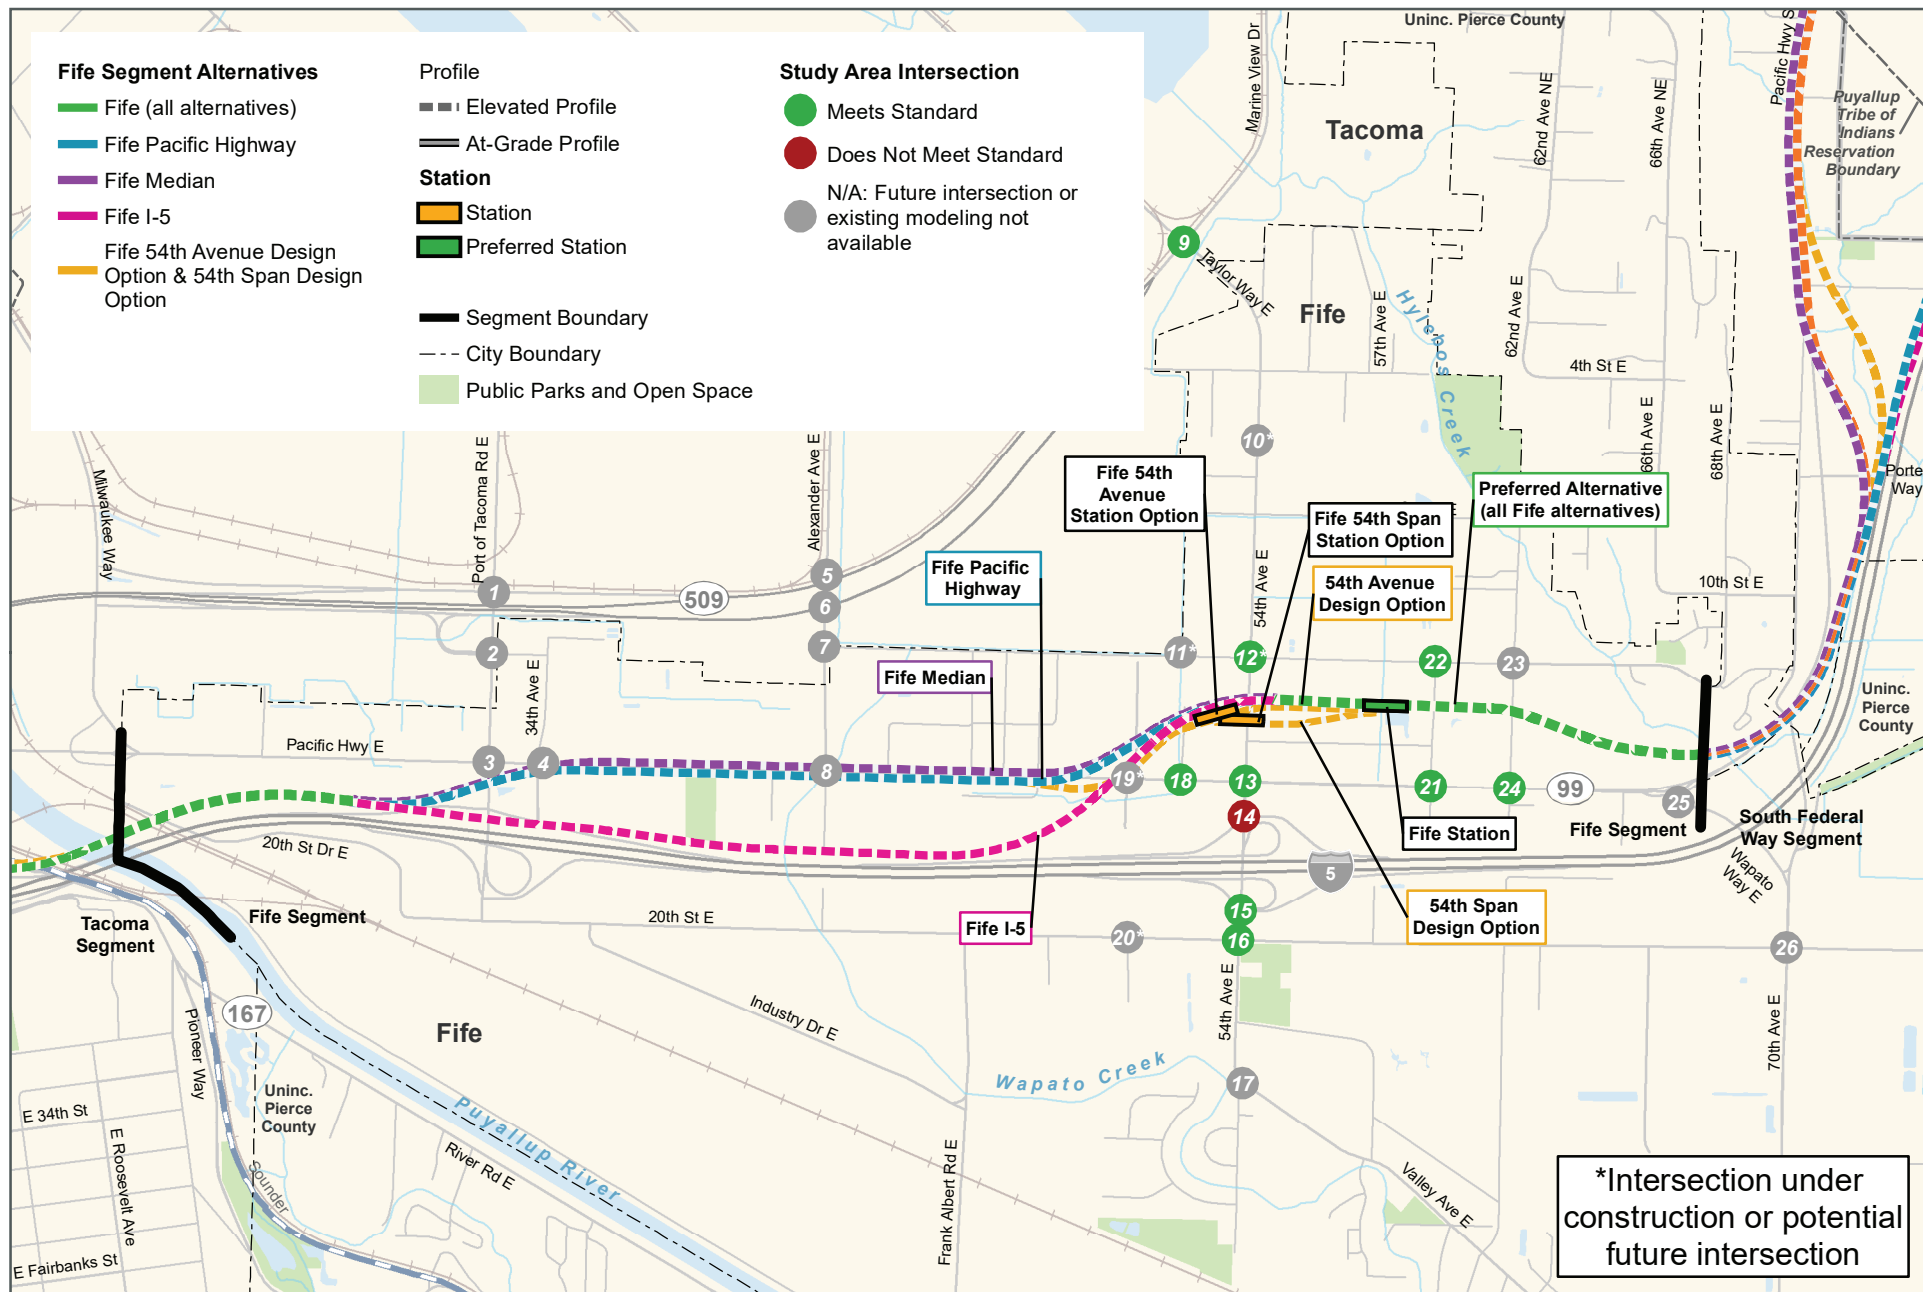 Fife Segment Alternatives
Fife (all alternatives)
Fife Pacific Highway
Fife Median
Fife I-5
Fife 54th Avenue Design
Option & 54th Span Design
Option
Profile
Elevated Profile
At-Grade Profile
Station
Station
Preferred Station
Segment Boundary
City Boundary
Public Parks and Open Space
Study Area Intersection
Meets Standard
Does Not Meet Standard
N/A: Future intersection or
existing modeling not
available
Uninc. Pierce County
Marine View Dr
Tacoma
62nd Ave NE
66th Ave NE
Pacific Hwy S
Puyallup
Tribe of
Indians
Reservation
Boundary
9
Taylor Way E
Fife
57th Ave E
Hylebos Creek
62nd Ave E
4th St E
66th Ave E
68th Ave E
Milwaukee Way
Port of Tacoma Rd E
Alexander Ave E
10*
Fife 54th
Avenue
Station Option
Fife 54th Span
Station Option
Preferred Alternative
(all Fife alternatives)
E
Porte
Way
Fife Pacific
Highway
54th Avenue
Design Option
54th Ave E
10th St E
1
509
5
6
2
7
11*
12*
22
23
34th Ave E
Fife Median
Uninc.
Pierce
County
Pacific Hwy E
3
4
8
19*
18
13
21
24
99
25
14
Fife Station
Fife Segment
South Federal
Way Segment
20th St Dr E
5
Wapato
Way E
Tacoma
Segment
Fife Segment
20th St E
Fife I-5
20*
15
16
54th Span
Design Option
26
167
Pioneer Way
Fife
Industry Dr E
54th Ave E
70th Ave E
Wapato Creek
17
Uninc.
Pierce
County
E 34th St
E Roosevelt Ave
Sounder
Puyallup River
River Rd E
Frank Albert Rd E
Valley Ave E
E Fairbanks St
*Intersection under
construction or potential
future intersection